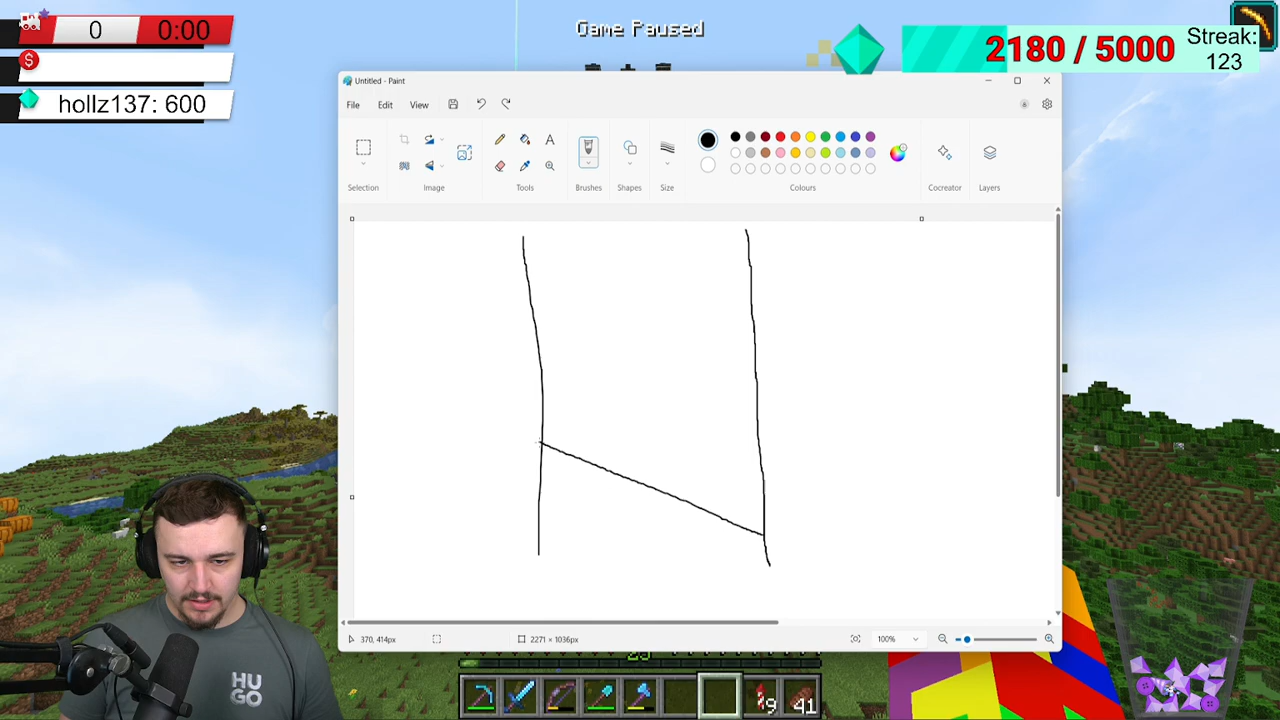 0 0:00
$
hollz137: 600
Game Paused
2180 / 5000
Streak:
123
Untitled - Paint
File Edit View
Selection Image Tools Brushes Shapes Size Colours Cocreator Layers
A
HU
GO
370, 414px 2271 × 1036px 100%
9 41